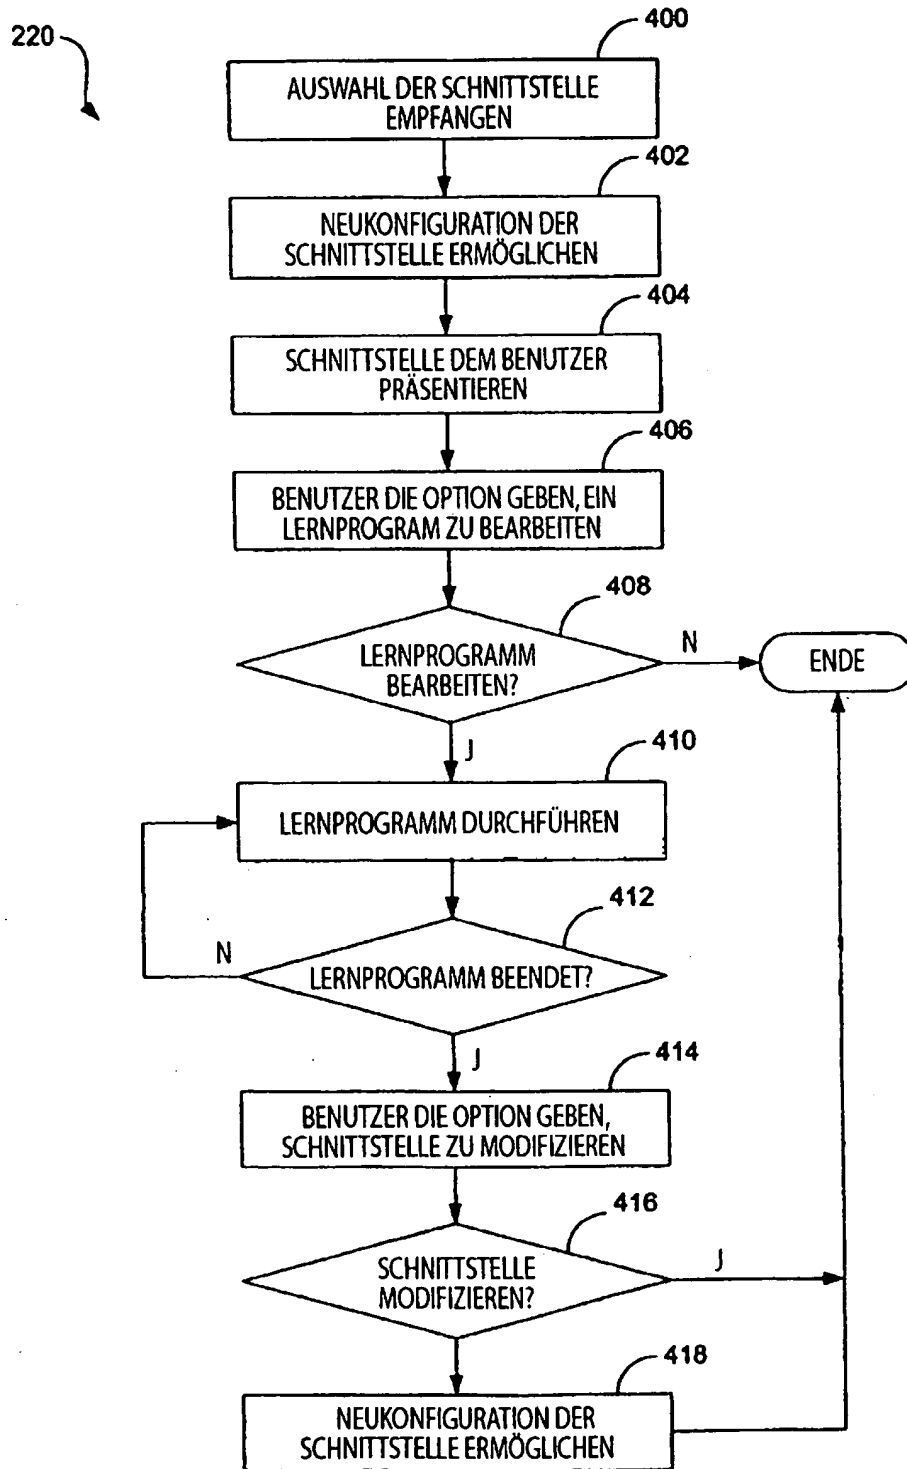 220
400
AUSWAHL DER SCHNITTSTELLE
EMPFANGEN
402
NEUKONFIGURATION DER
SCHNITTSTELLE ERMÖGLICHEN
404
SCHNITTSTELLE DEM BENUTZER
PRÄSENTIEREN
406
BENUTZER DIE OPTION GEBEN, EIN
LERNPROGRAM ZU BEARBEITEN
408
LERNPROGRAMM
BEARBEITEN?
N
ENDE
J
410
LERNPROGRAMM DURCHFÜHREN
412
LERNPROGRAMM BEENDET?
N
J
414
BENUTZER DIE OPTION GEBEN,
SCHNITTSTELLE ZU MODIFIZIEREN
416
SCHNITTSTELLE
MODIFIZIEREN?
J
418
NEUKONFIGURATION DER
SCHNITTSTELLE ERMÖGLICHEN